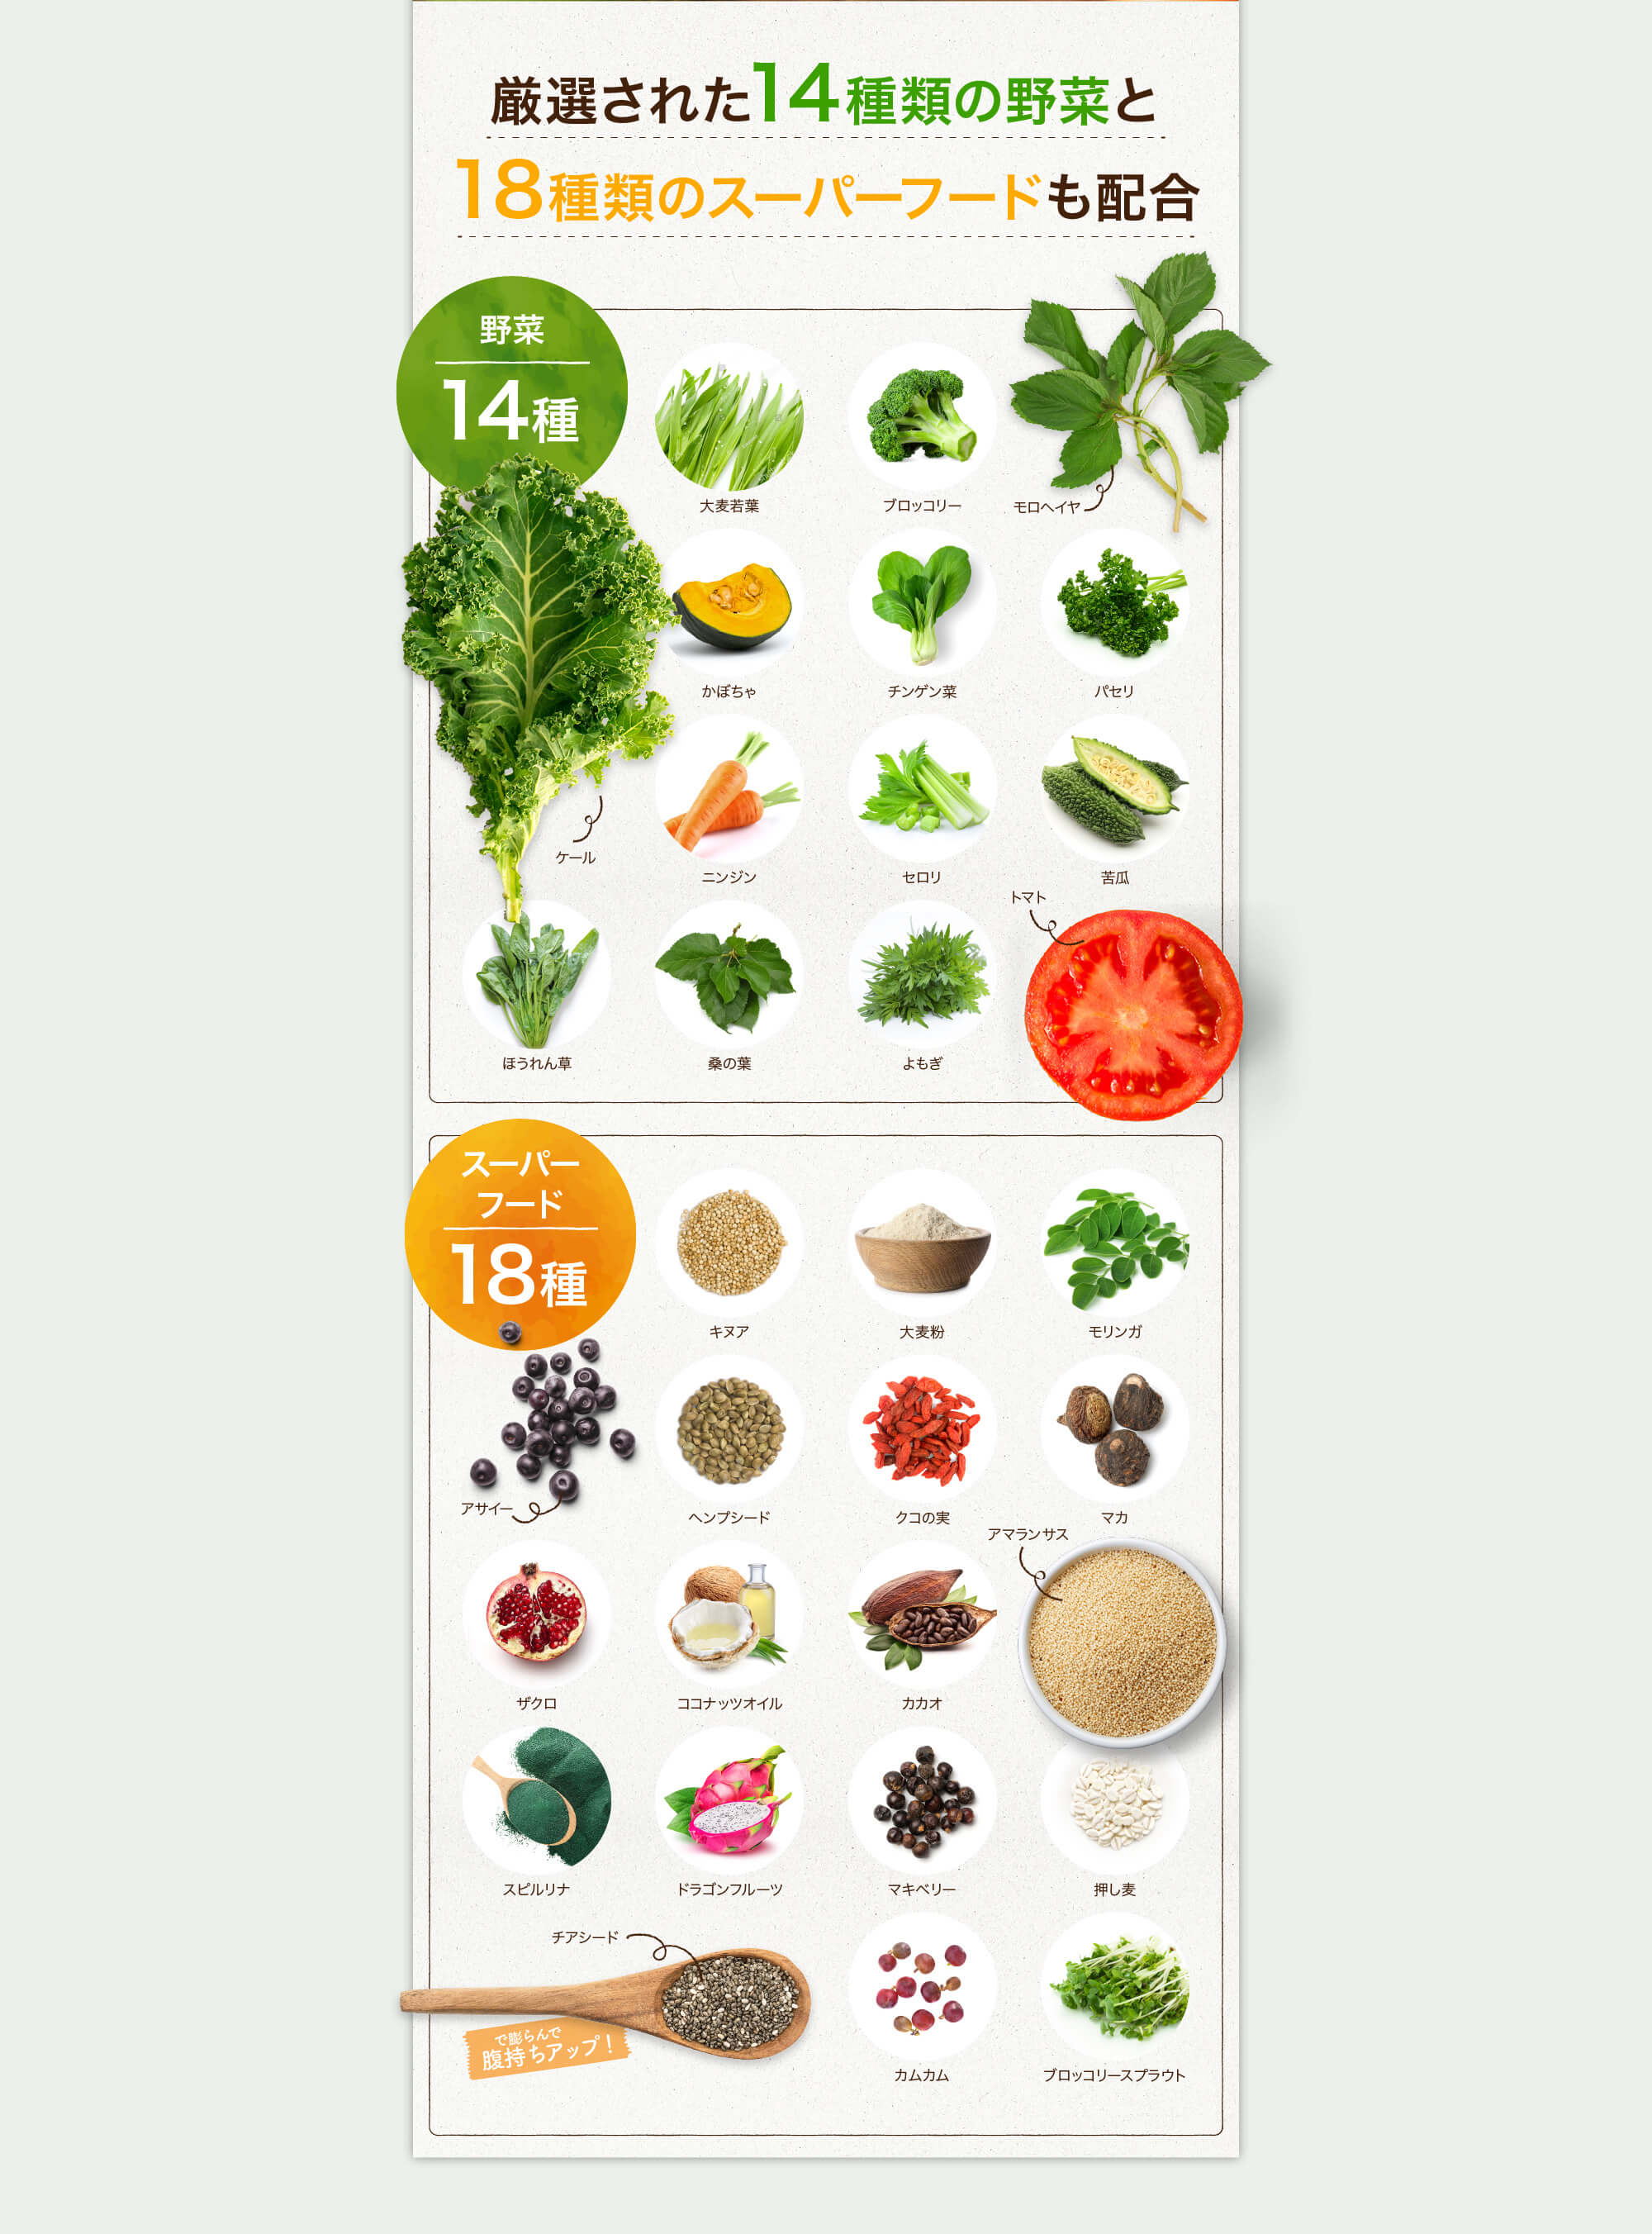 厳選された14種類の野菜と
18種類のスーパーフードも配合
野菜
14種
大麦若葉
ブロッコリー
モロヘイヤ
かぼちゃ
チンゲン菜
パセリ
ケール
ニンジン
セロリ
苦瓜
トマト
ほうれん草
桑の葉
よもぎ
スーパー
フード
18種
キヌア
大麦粉
モリンガ
アサイー
ヘンプシード
クコの実
マカ
アマランサス
ザクロ
ココナッツオイル
カカオ
スピルリナ
ドラゴンフルーツ
マキベリー
押し麦
チアシード
で膨らんで
腹持ちアップ！
カムカム
ブロッコリースプラウト